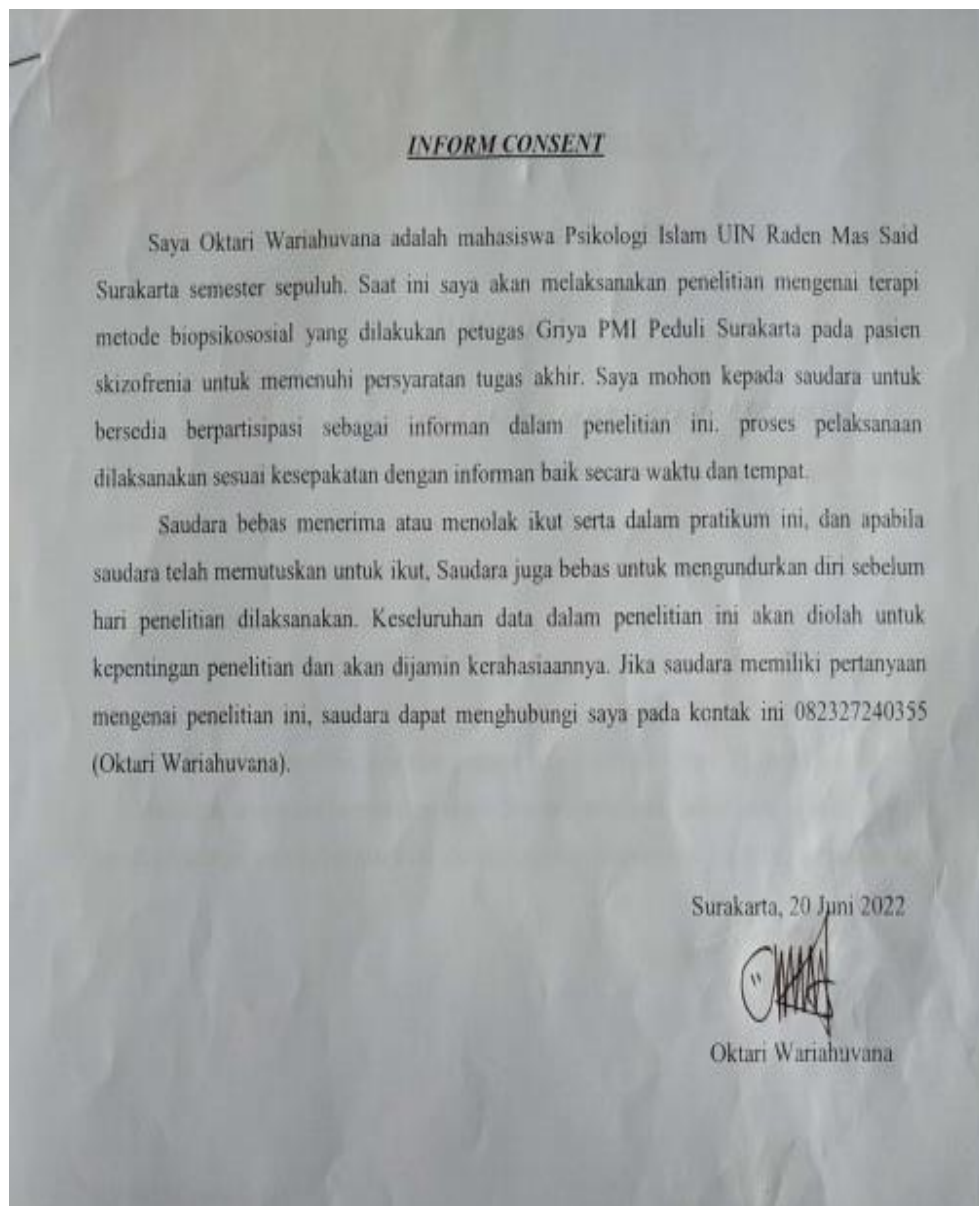 INFORM CONSENT
Saya Oktari Wariahuvana adalah mahasiswa Psikologi Islam UIN Raden Mas Said
Surakarta semester sepuluh. Saat ini saya akan melaksanakan penelitian mengenai terapi
metode biopsikososial yang dilakukan petugas Griya PMI Peduli Surakarta pada pasien
skizofrenia untuk memenuhi persyaratan tugas akhir. Saya mohon kepada saudara untuk
bersedia berpartisipasi sebagai informan dalam penelitian ini. proses pelaksanaan
dilaksanakan sesuai kesepakatan dengan informan baik secara waktu dan tempat.
Saudara bebas menerima atau menolak ikut serta dalam pratikum ini, dan apabila
saudara telah memutuskan untuk ikut, Saudara juga bebas untuk mengundurkan diri sebelum
hari penelitian dilaksanakan. Keseluruhan data dalam penelitian ini akan diolah untuk
kepentingan penelitian dan akan dijamin kerahasiaannya. Jika saudara memiliki pertanyaan
mengenai penelitian ini, saudara dapat menghubungi saya pada kontak ini 082327240355
(Oktari Wariahuvana).
Surakarta, 20 Juni 2022
Oktari Wariahuvana